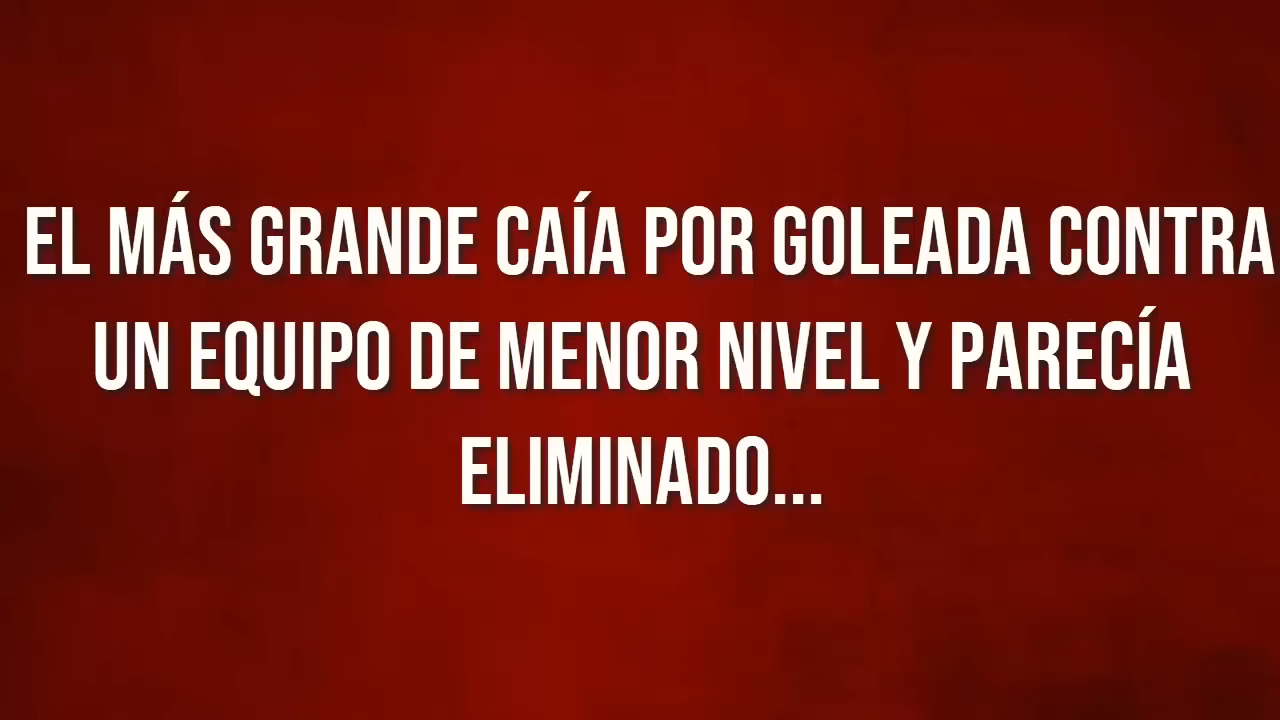 EL MÁS GRANDE CAÍA POR GOLEADA CONTRA
UN EQUIPO DE MENOR NIVEL Y PARECÍA
ELIMINADO...